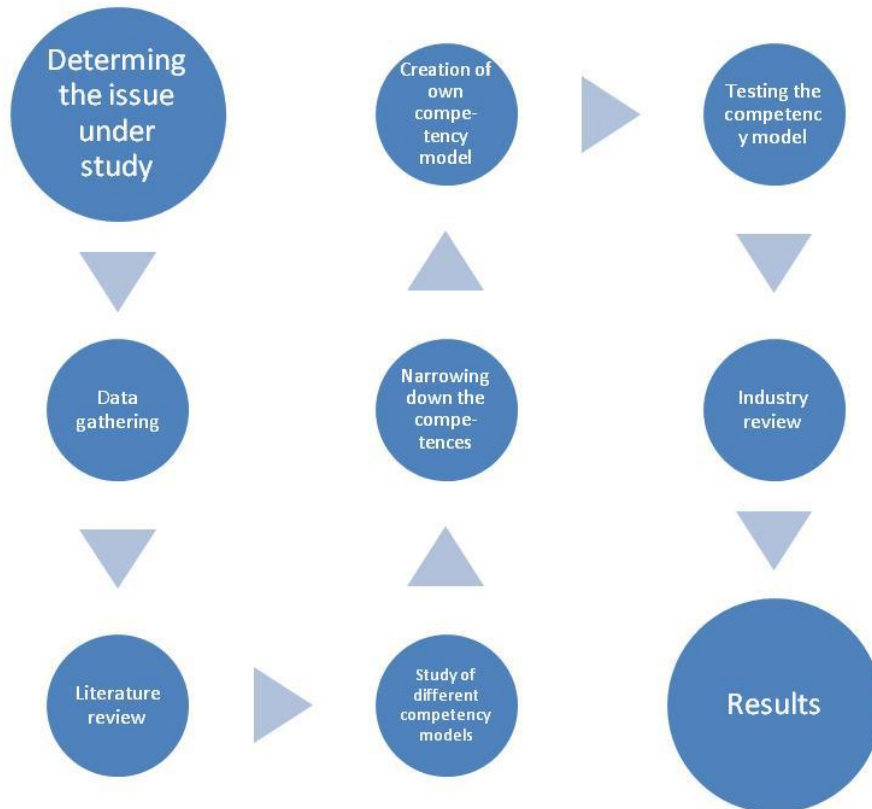 Determing
the issue
under
study
Data
gathering
Literature
review
Study of
different
competency
models
Narrowing
down the
compe-
tences
Creation of
own
compe-
tency
model
Testing the
competenc
y model
Industry
review
Results